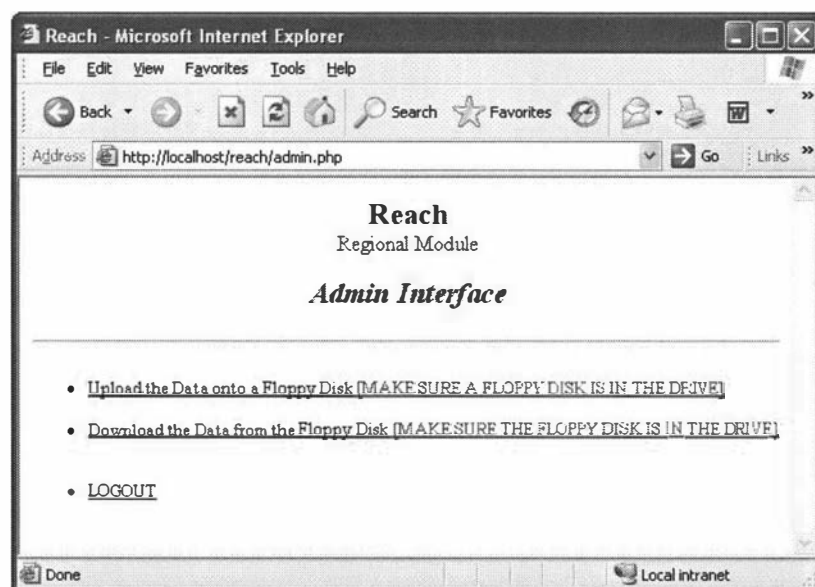 Reach - Microsoft Internet Explorer
File Edit View Favorites Tools Help
Back Search Favorites
Address http://localhost/reach/admin.php Go Links
Reach
Regional Module
Admin Interface
Upload the Data onto a Floppy Disk [MAKE SURE A FLOPPY DISK IS IN THE DRIVE]
Download the Data from the Floppy Disk [MAKE SURE THE FLOPPY DISK IS IN THE DRIVE]
LOGOUT
Done Local intranet